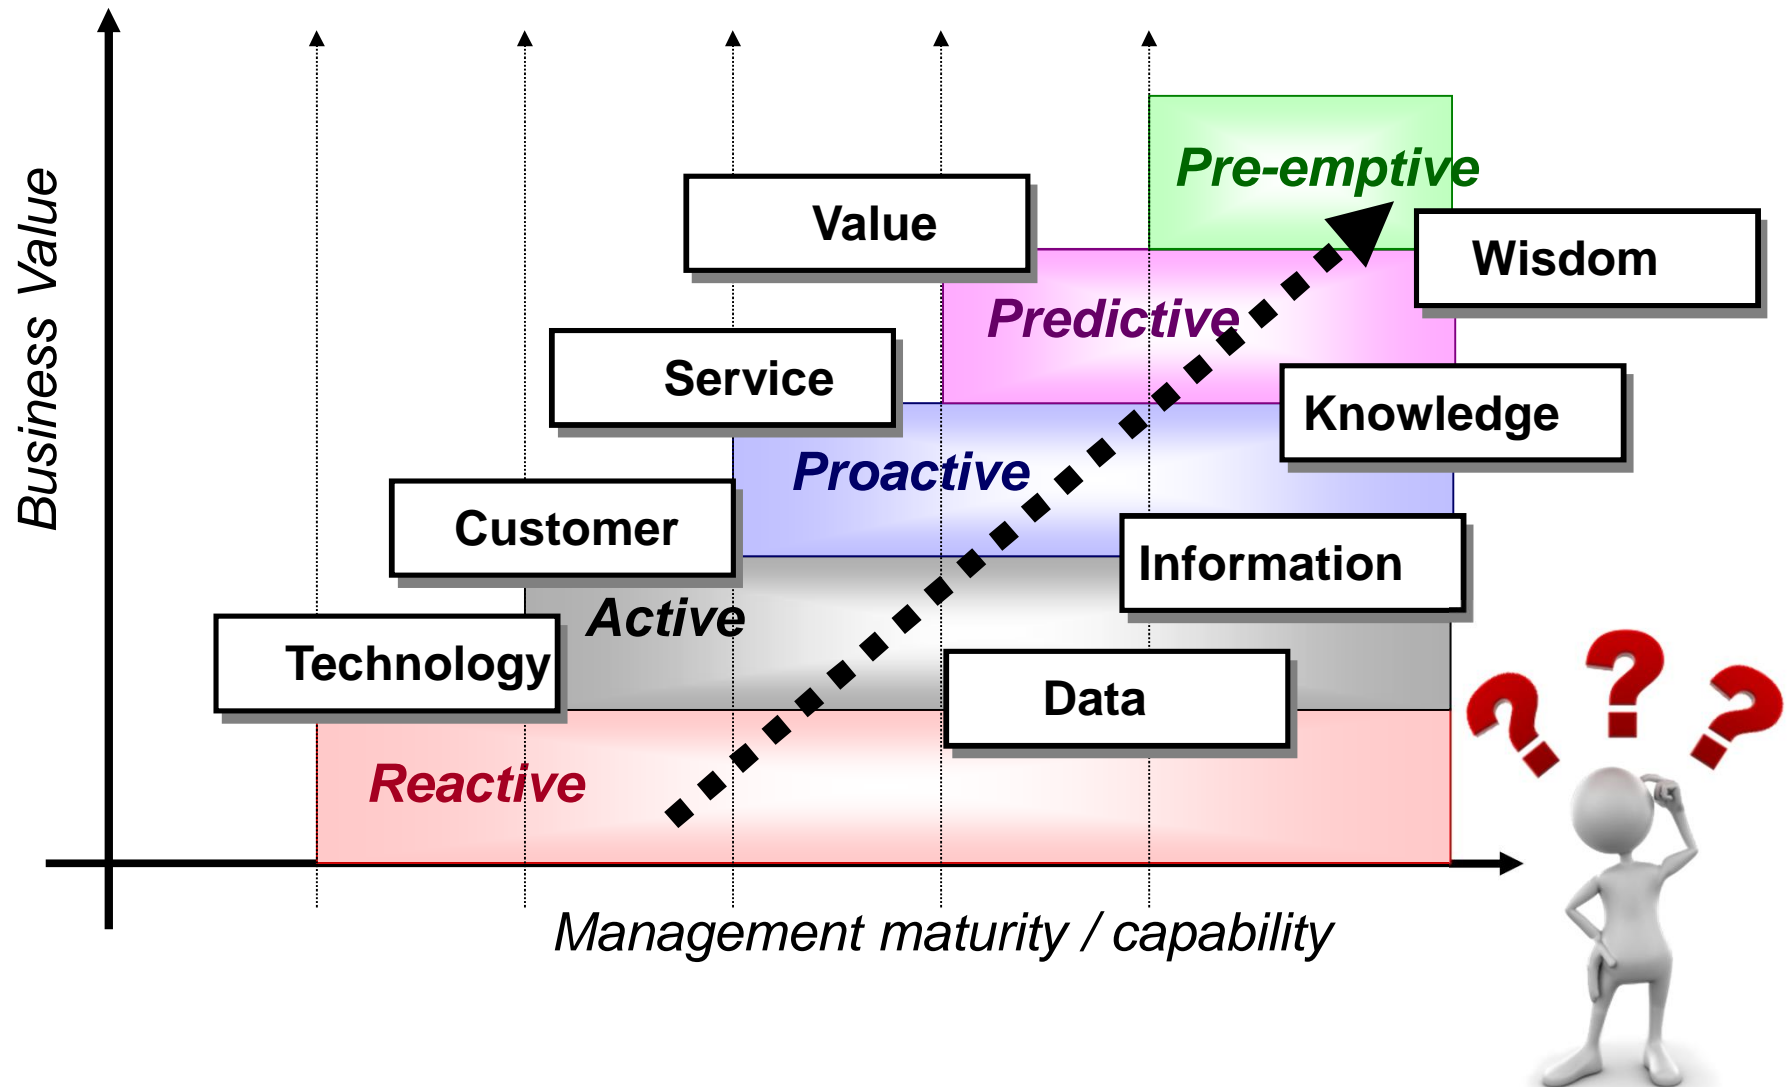 Business Value
Pre-emptive
Value
Wisdom
Predictive
Service
Knowledge
Proactive
Customer
Information
Active
Technology
Data
Reactive
Management maturity / capability
? ? ?